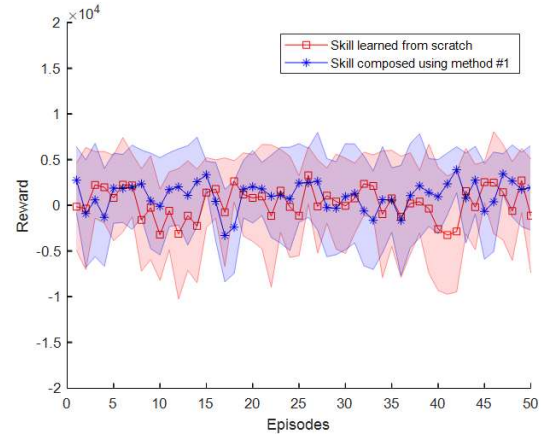 2 ×10⁴
1.5
1
0.5
0
-0.5
-1
-1.5
-2
Reward
Skill learned from scratch
Skill composed using method #1
0 5 10 15 20 25 30 35 40 45 50
Episodes